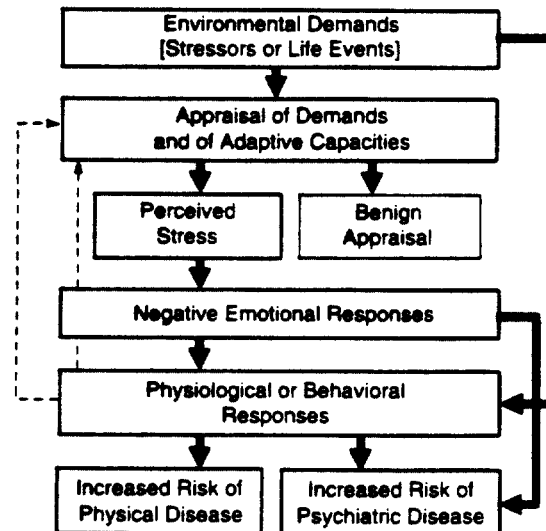 Environmental Demands
[Stressors or Life Events]
Appraisal of Demands
and of Adaptive Capacities
Perceived
Stress
Benign
Appraisal
Negative Emotional Responses
Physiological or Behavioral
Responses
Increased Risk of
Physical Disease
Increased Risk of
Psychiatric Disease